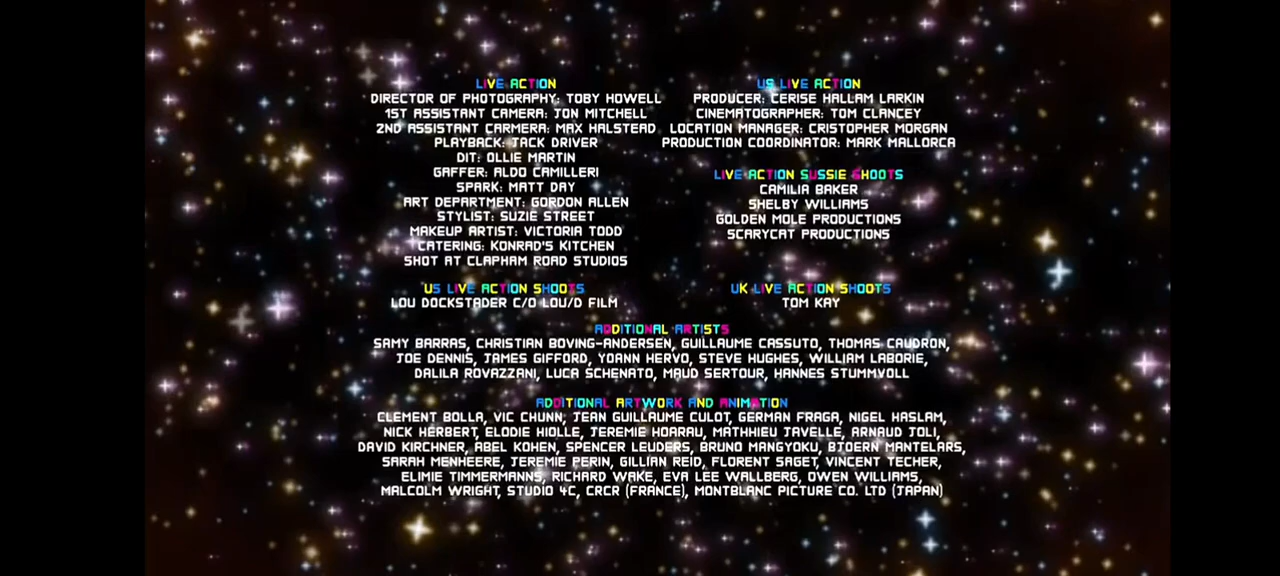 LIVE ACTION
DIRECTOR OF PHOTOGRAPHY: TOBY HOWELL
1ST ASSISTANT CAMERA: JON MITCHELL
2ND ASSISTANT CARMERA: MAX HALSTEAD
PLAYBACK: JACK DRIVER
DIT: OLLIE MARTIN
GAFFER: ALDO CAMILLERI
SPARK: MATT DAY
ART DEPARTMENT: GORDON ALLEN
STYLIST: SUZIE STREET
MAKEUP ARTIST: VICTORIA TODD
CATERING: KONRAD'S KITCHEN
SHOT AT CLAPHAM ROAD STUDIOS
US LIVE ACTION
PRODUCER: CERISE HALLAM LARKIN
CINEMATOGRAPHER: TOM CLANCEY
LOCATION MANAGER: CRISTOPHER MORGAN
PRODUCTION COORDINATOR: MARK MALLORCA
LIVE ACTION SUSSIE SHOOTS
CAMILIA BAKER
SHELBY WILLIAMS
GOLDEN MOLE PRODUCTIONS
SCARYCAT PRODUCTIONS
US LIVE ACTION SHOOTS
LOU DOCKSTADER C/O LOU/D FILM
UK LIVE ACTION SHOOTS
TOM KAY
ADDITIONAL ARTISTS
SAMY BARRAS, CHRISTIAN BOVING-ANDERSEN, GUILLAUME CASSUTO, THOMAS CAUDRON,
JOE DENNIS, JAMES GIFFORD, YOANN HERVO, STEVE HUGHES, WILLIAM LABORIE,
DALILA ROVAZZANI, LUCA SCHENATO, MAUD SERTOUR, HANNES STUMMVOLL
ADDITIONAL ARTWORK AND ANIMATION
CLEMENT BOLLA, VIC CHUNN, JEAN GUILLAUME CULOT, GERMAN FRAGA, NIGEL HASLAM,
NICK HERBERT, ELODIE HIOLLE, JEREMIE HOARAU, MATHHIEU JAVELLE, ARNAUD JOLI,
DAVID KIRCHNER, ABEL KOHEN, SPENCER LEUDERS, BRUNO MANGYOKU, BJOERN MANTELARS,
SARAH MENHEERE, JEREMIE PERIN, GILLIAN REID, FLORENT SAGET, VINCENT TECHER,
ELIMIE TIMMERMANNS, RICHARD WAKE, EVA LEE WALLBERG, OWEN WILLIAMS,
MALCOLM WRIGHT, STUDIO 4C, CRCR (FRANCE), MONTBLANC PICTURE CO. LTD (JAPAN)